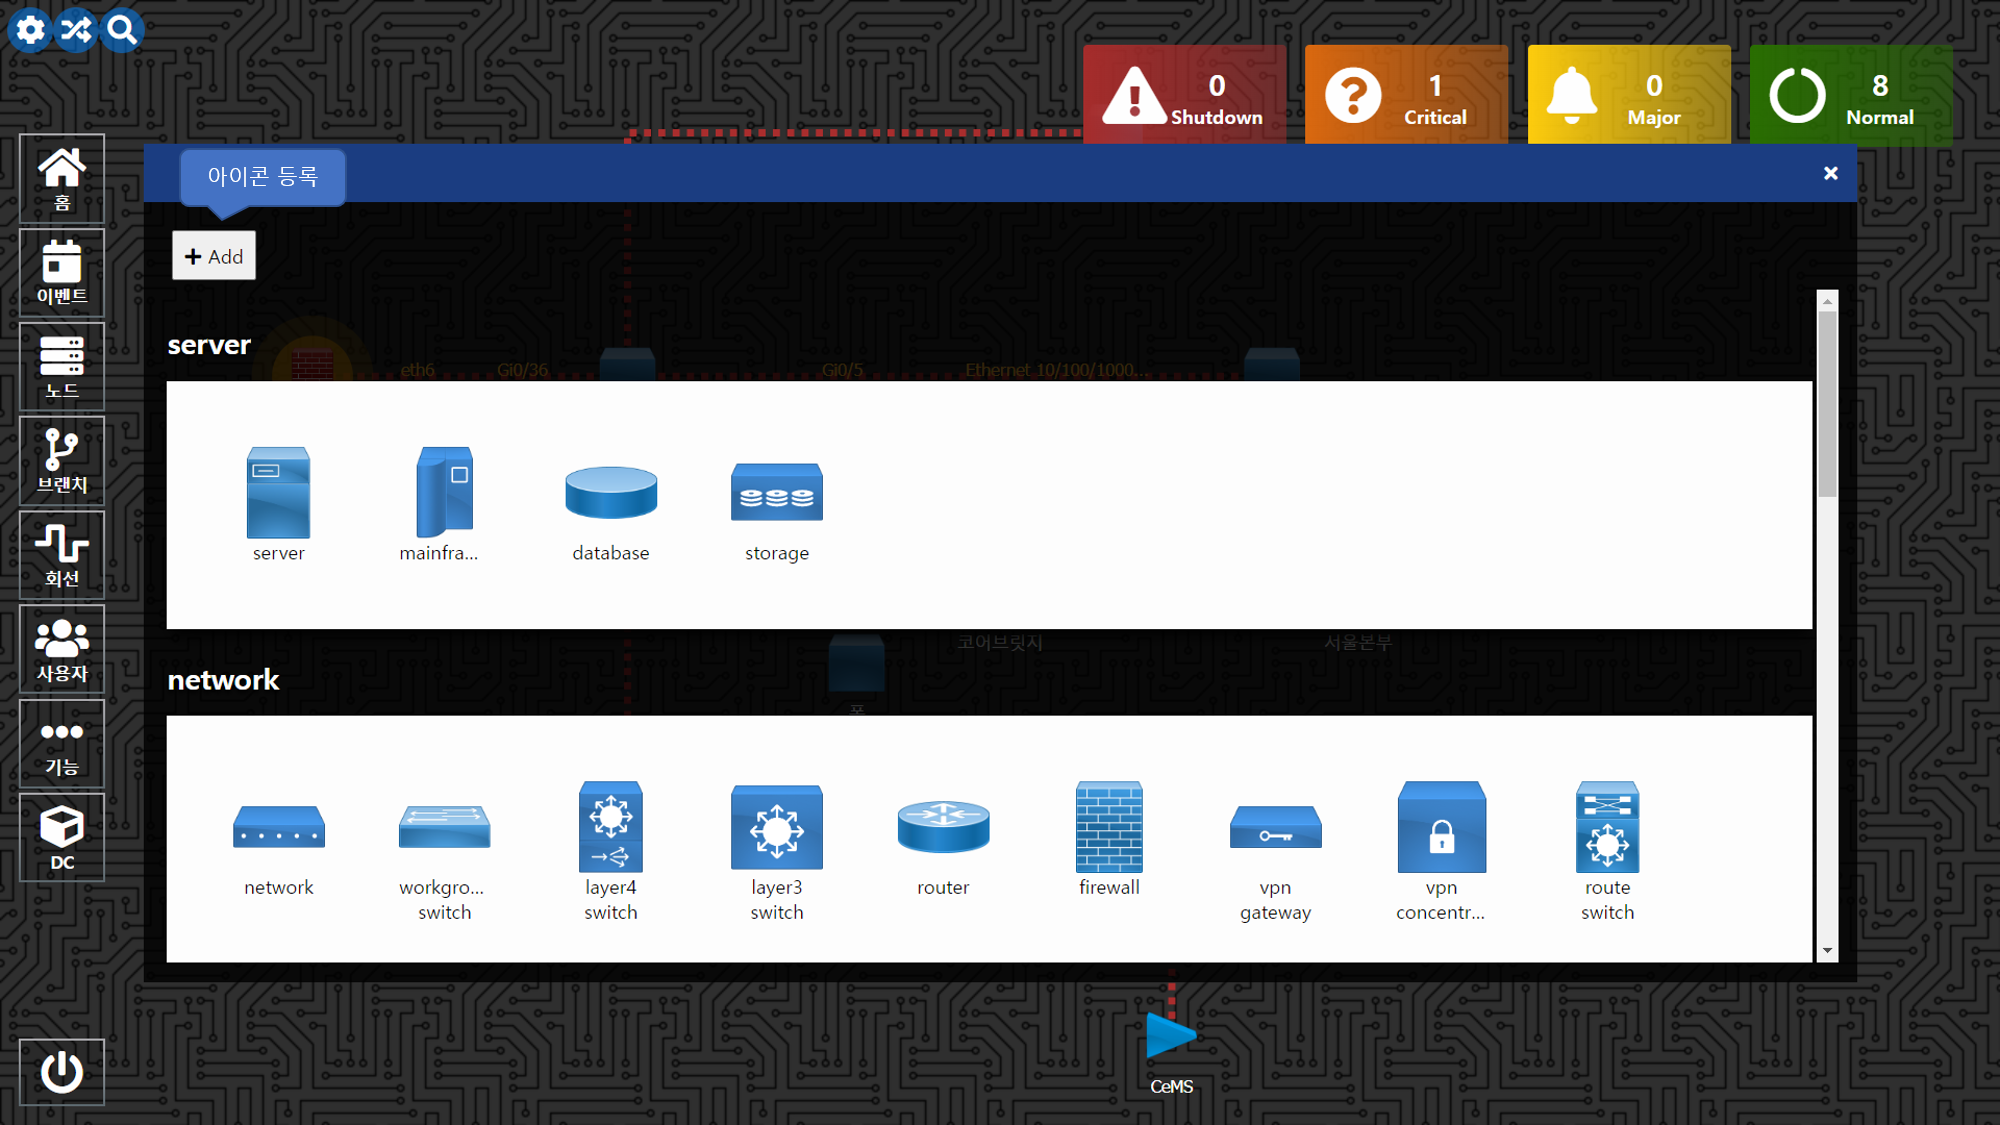 0
Shutdown
1
Critical
0
Major
8
Normal
아이콘 등록
홈
이벤트
노드
브랜치
회선
사용자
기능
DC
Add
server
eth6
Gi0/36
Gi0/5
Ethernet 10/100/1000...
server
mainfra...
database
storage
코어브릿지
서울본부
network
network
workgro...
switch
layer4
switch
layer3
switch
router
firewall
vpn
gateway
vpn
concentr...
route
switch
CeMS